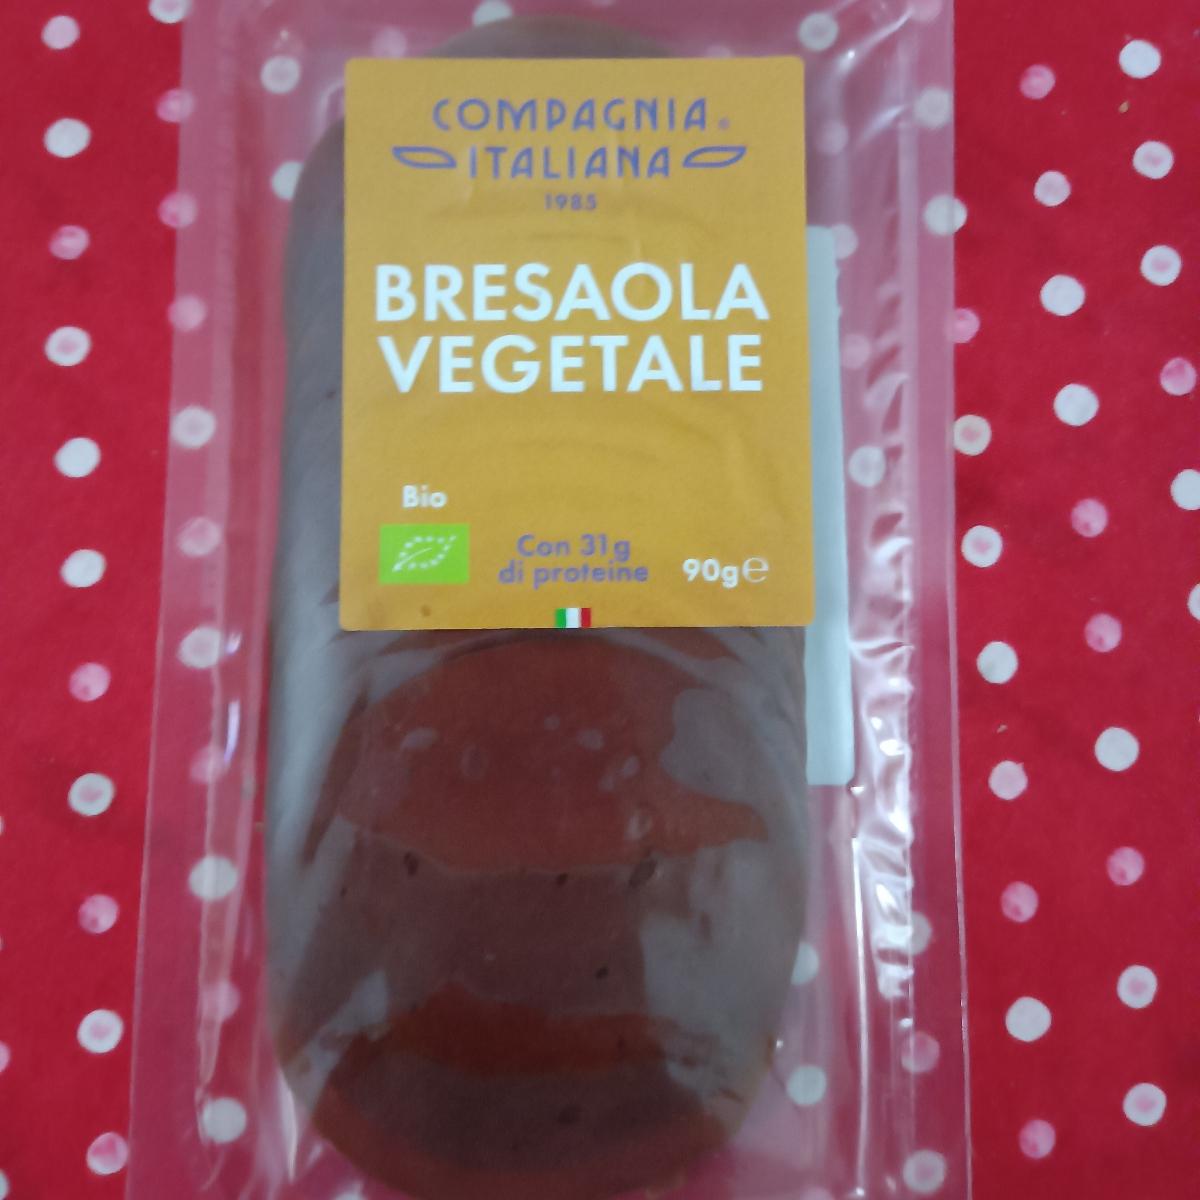 COMPAGNIA®
ITALIANA
1985
BRESAOLA
VEGETALE
Bio
Con 31g
di proteine
90g℮